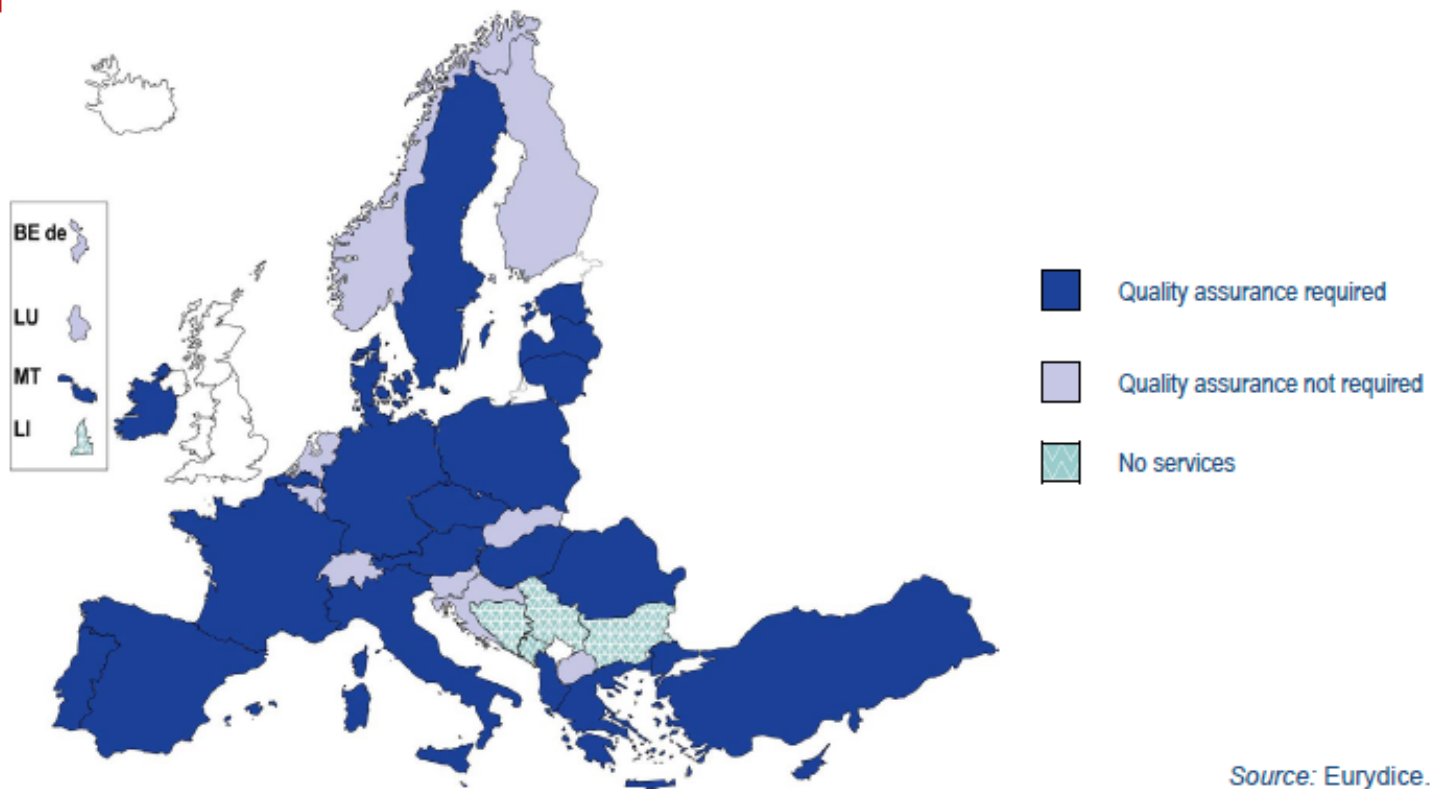 BE de
LU
MT
LI
Quality assurance required
Quality assurance not required
No services
Source: Eurydice.